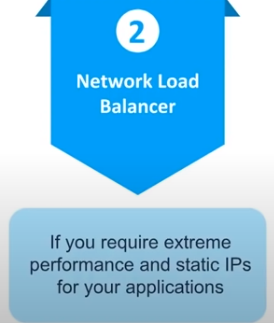 2
Network Load
Balancer
If you require extreme
performance and static IPs
for your applications